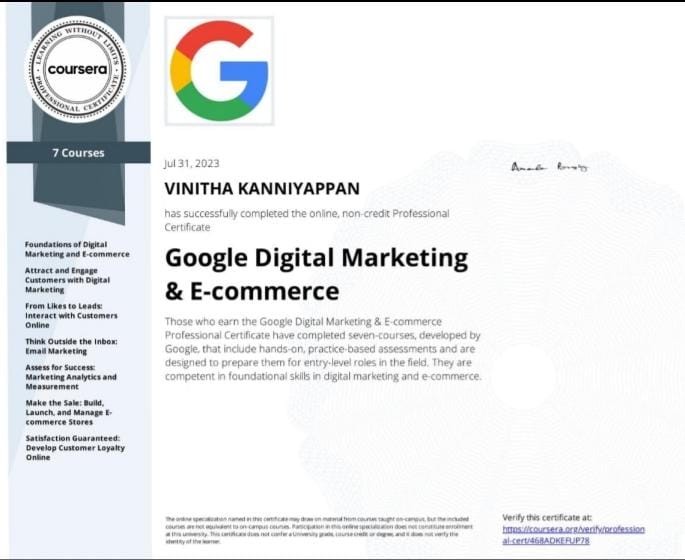 LEARNING WITHOUT LIMITS
coursera
PROFESSIONAL CERTIFICATE
7 Courses
Foundations of Digital
Marketing and E-commerce
Attract and Engage
Customers with Digital
Marketing
From Likes to Leads:
Interact with Customers
Online
Think Outside the Inbox:
Email Marketing
Assess for Success:
Marketing Analytics and
Measurement
Make the Sale: Build,
Launch, and Manage E-
commerce Stores
Satisfaction Guaranteed:
Develop Customer Loyalty
Online
G
Jul 31, 2023
VINITHA KANNIYAPPAN
has successfully completed the online, non-credit Professional
Certificate
Google Digital Marketing
& E-commerce
Those who earn the Google Digital Marketing & E-commerce
Professional Certificate have completed seven-courses, developed by
Google, that include hands-on, practice-based assessments and are
designed to prepare them for entry-level roles in the field. They are
competent in foundational skills in digital marketing and e-commerce.
The online specialization named in this certificate may draw on material from courses taught on-campus, but the included
courses are not equivalent to on-campus courses. Participation in this online specialization does not constitute enrollment
at this university. This certificate does not confer a University grade, course credit or degree, and it does not verify the
identity of the learner.
Verify this certificate at:
https://coursera.org/verify/profession
al-cert/468ADKEFUP78